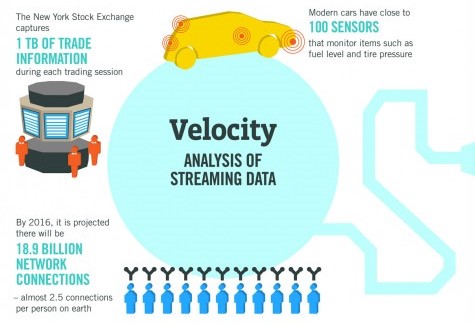 The New York Stock Exchange
captures
1 TB OF TRADE
INFORMATION
during each trading session
Modern cars have close to
100 SENSORS
that monitor items such as
fuel level and tire pressure
Velocity
ANALYSIS OF
STREAMING DATA
By 2016, it is projected
there will be
18.9 BILLION
NETWORK
CONNECTIONS
– almost 2.5 connections
per person on earth